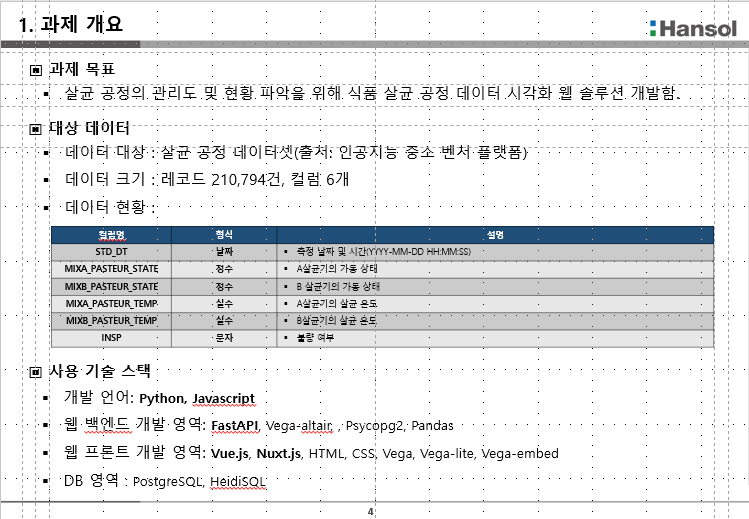 1. 과제 개요
Hansol
과제 목표
살균 공정의 관리도 및 현황 파악을 위해 식품 살균 공정 데이터 시각화 웹 솔루션 개발함.
대상 데이터
데이터 대상 : 살균 공정 데이터셋(출처: 인공지능 중소 벤처 플랫폼)
데이터 크기 : 레코드 210,794건, 컬럼 6개
데이터 현황 :
컬럼명 형식 설명
STD_DT 날짜 측정 날짜 및 시간(YYYY-MM-DD HH:MM:SS)
MIXA_PASTEUR_STATE 정수 A살균기의 가동 상태
MIXB_PASTEUR_STATE 정수 B 살균기의 가동 상태
MIXA_PASTEUR_TEMP 실수 A살균기의 살균 온도
MIXB_PASTEUR_TEMP 실수 B살균기의 살균 온도
INSP 문자 불량 여부
사용 기술 스택
개발 언어: Python, Javascript
웹 백엔드 개발 영역: FastAPI, Vega-altair, , Psycopg2, Pandas
웹 프론트 개발 영역: Vue.js, Nuxt.js, HTML, CSS, Vega, Vega-lite, Vega-embed
DB 영역 : PostgreSQL, HeidiSQL
4